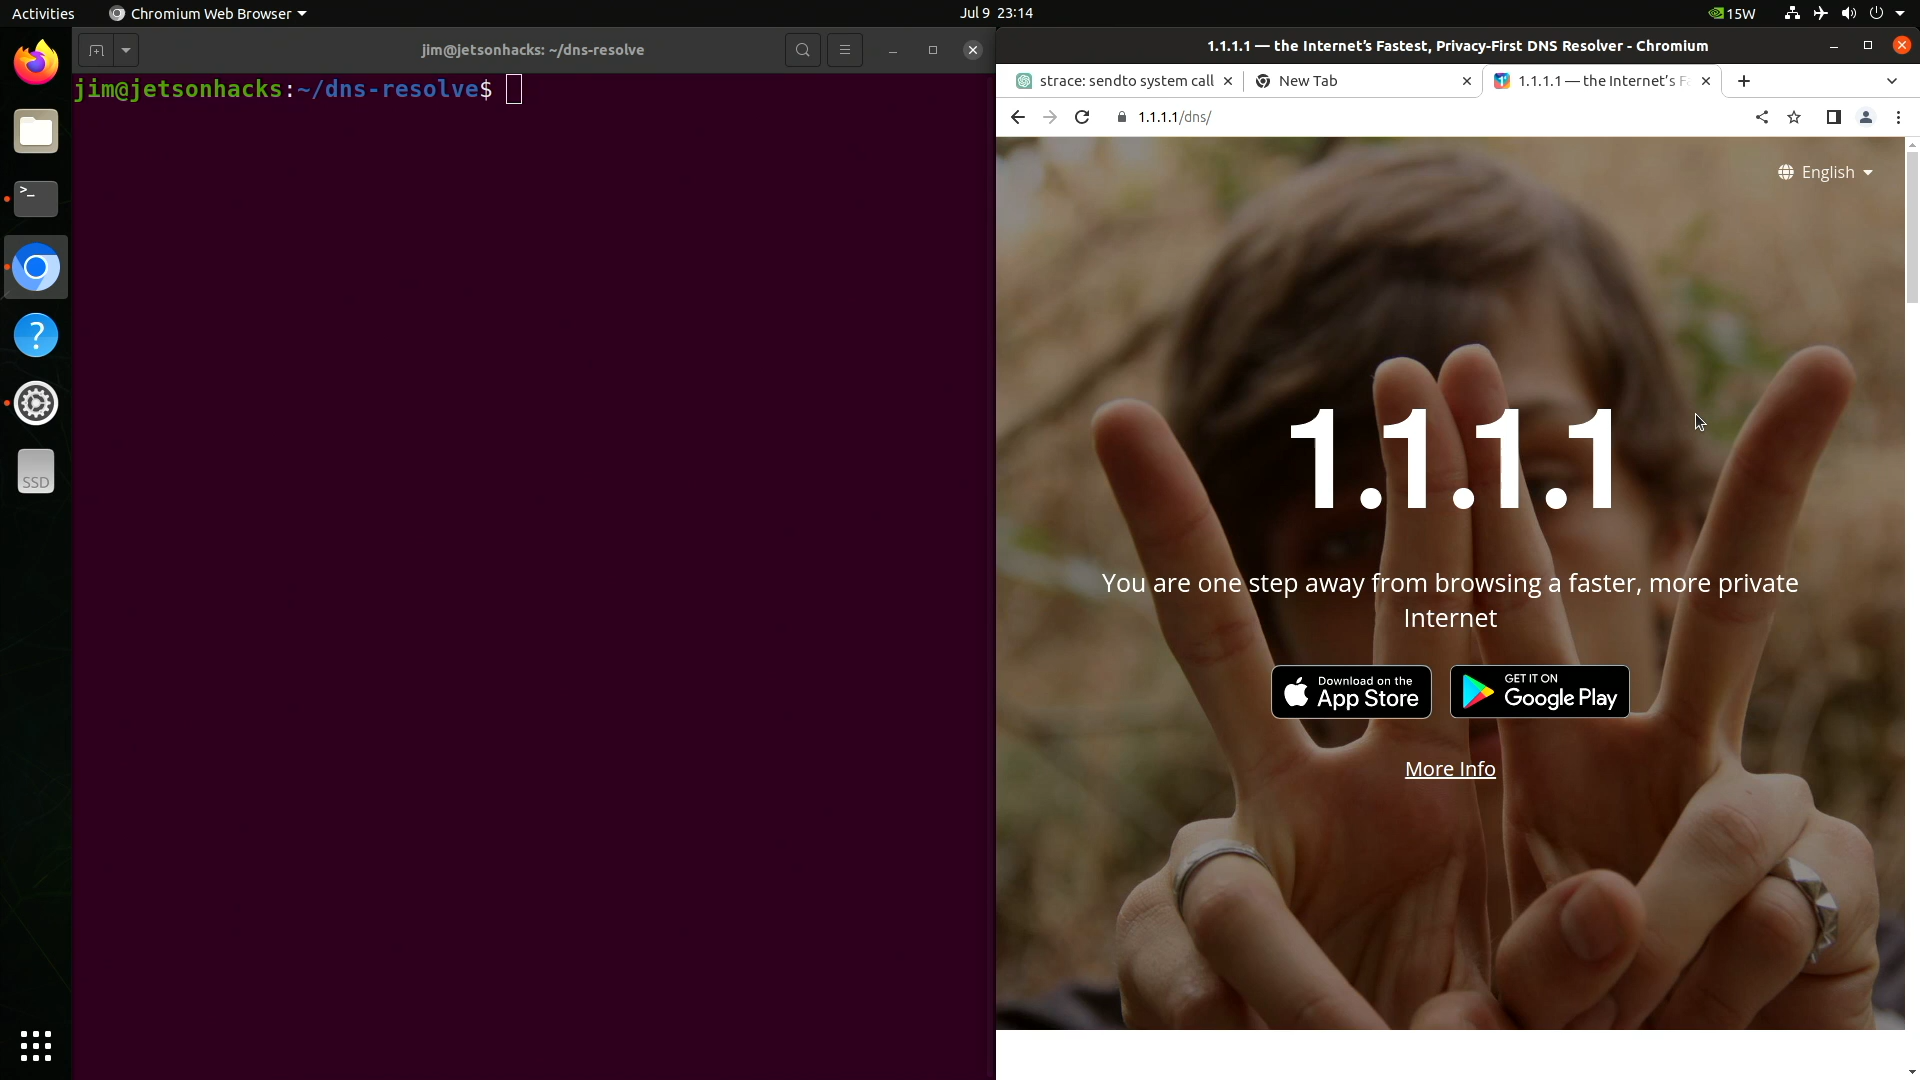 Activities
Chromium Web Browser
Jul 9 23:14
15W
jim@jetsonhacks: ~/dns-resolve
jim@jetsonhacks:~/dns-resolve$
SSD
1.1.1.1 — the Internet's Fastest, Privacy-First DNS Resolver - Chromium
strace: sendto system call
New Tab
1.1.1.1 — the Internet's Fa
1.1.1.1/dns/
English
1.1.1.1
You are one step away from browsing a faster, more private
Internet
Download on the
App Store
GET IT ON
Google Play
More Info